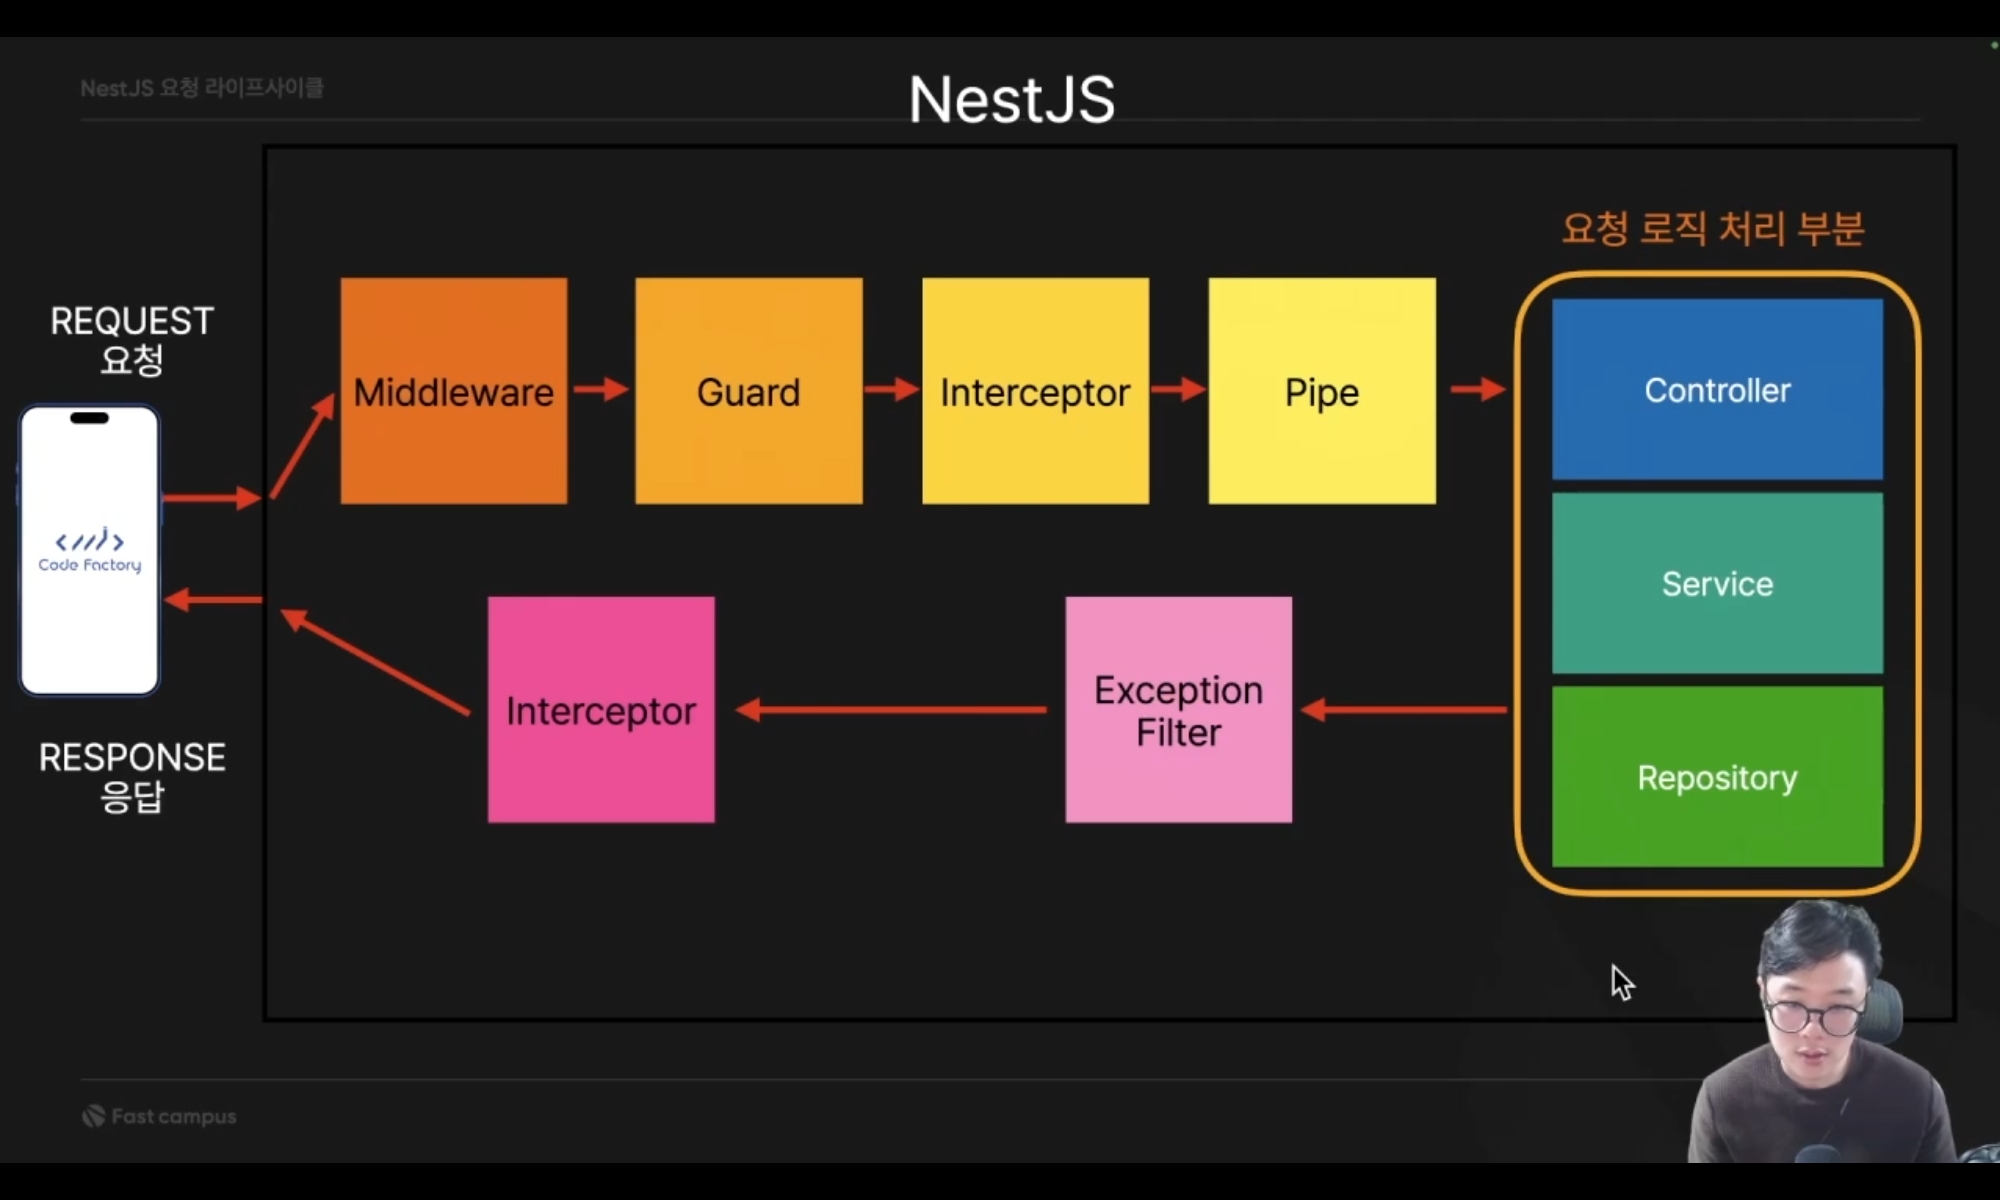 NestJS 요청 라이프사이클
NestJS
요청 로직 처리 부분
REQUEST
요청
Middleware
Guard
Interceptor
Pipe
Controller
Service
Repository
Code Factory
Interceptor
Exception
Filter
RESPONSE
응답
Fast campus